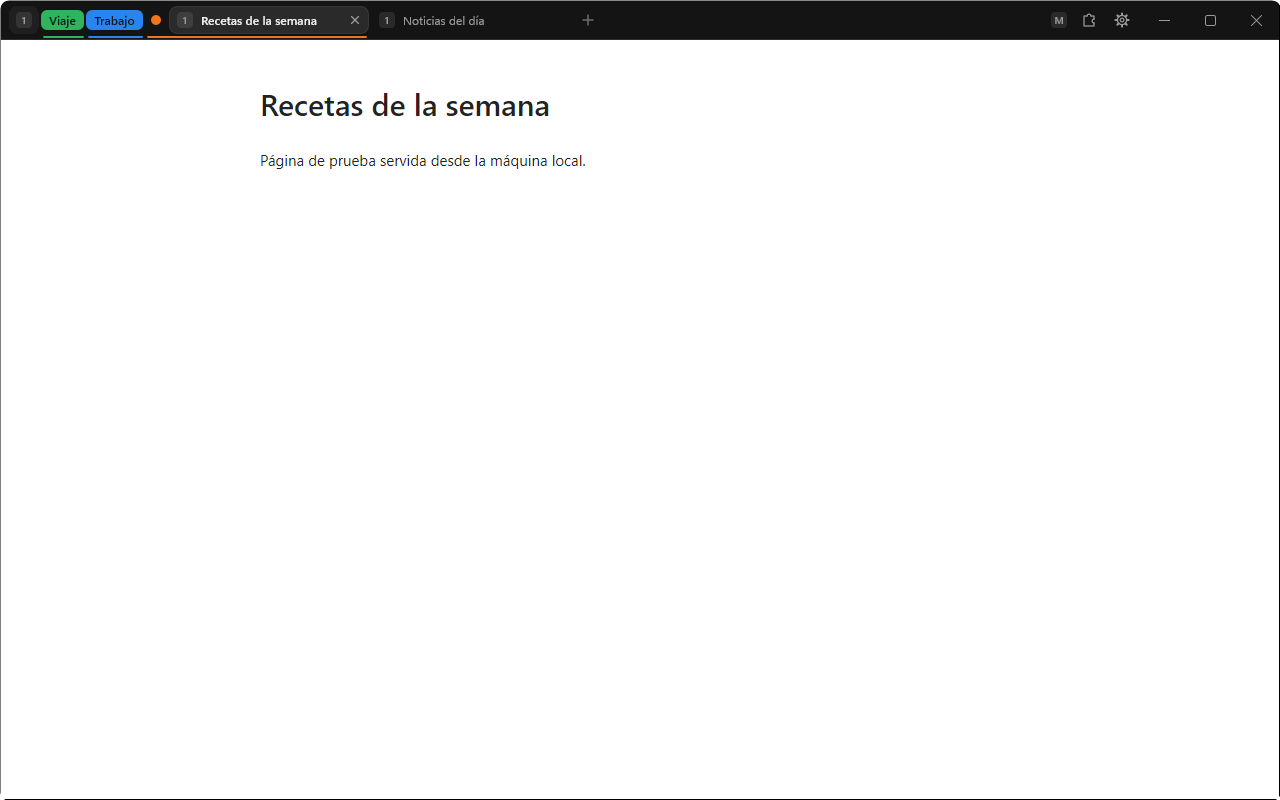 1 Viaje Trabajo 1 Recetas de la semana 1 Noticias del día M
Recetas de la semana
Página de prueba servida desde la máquina local.